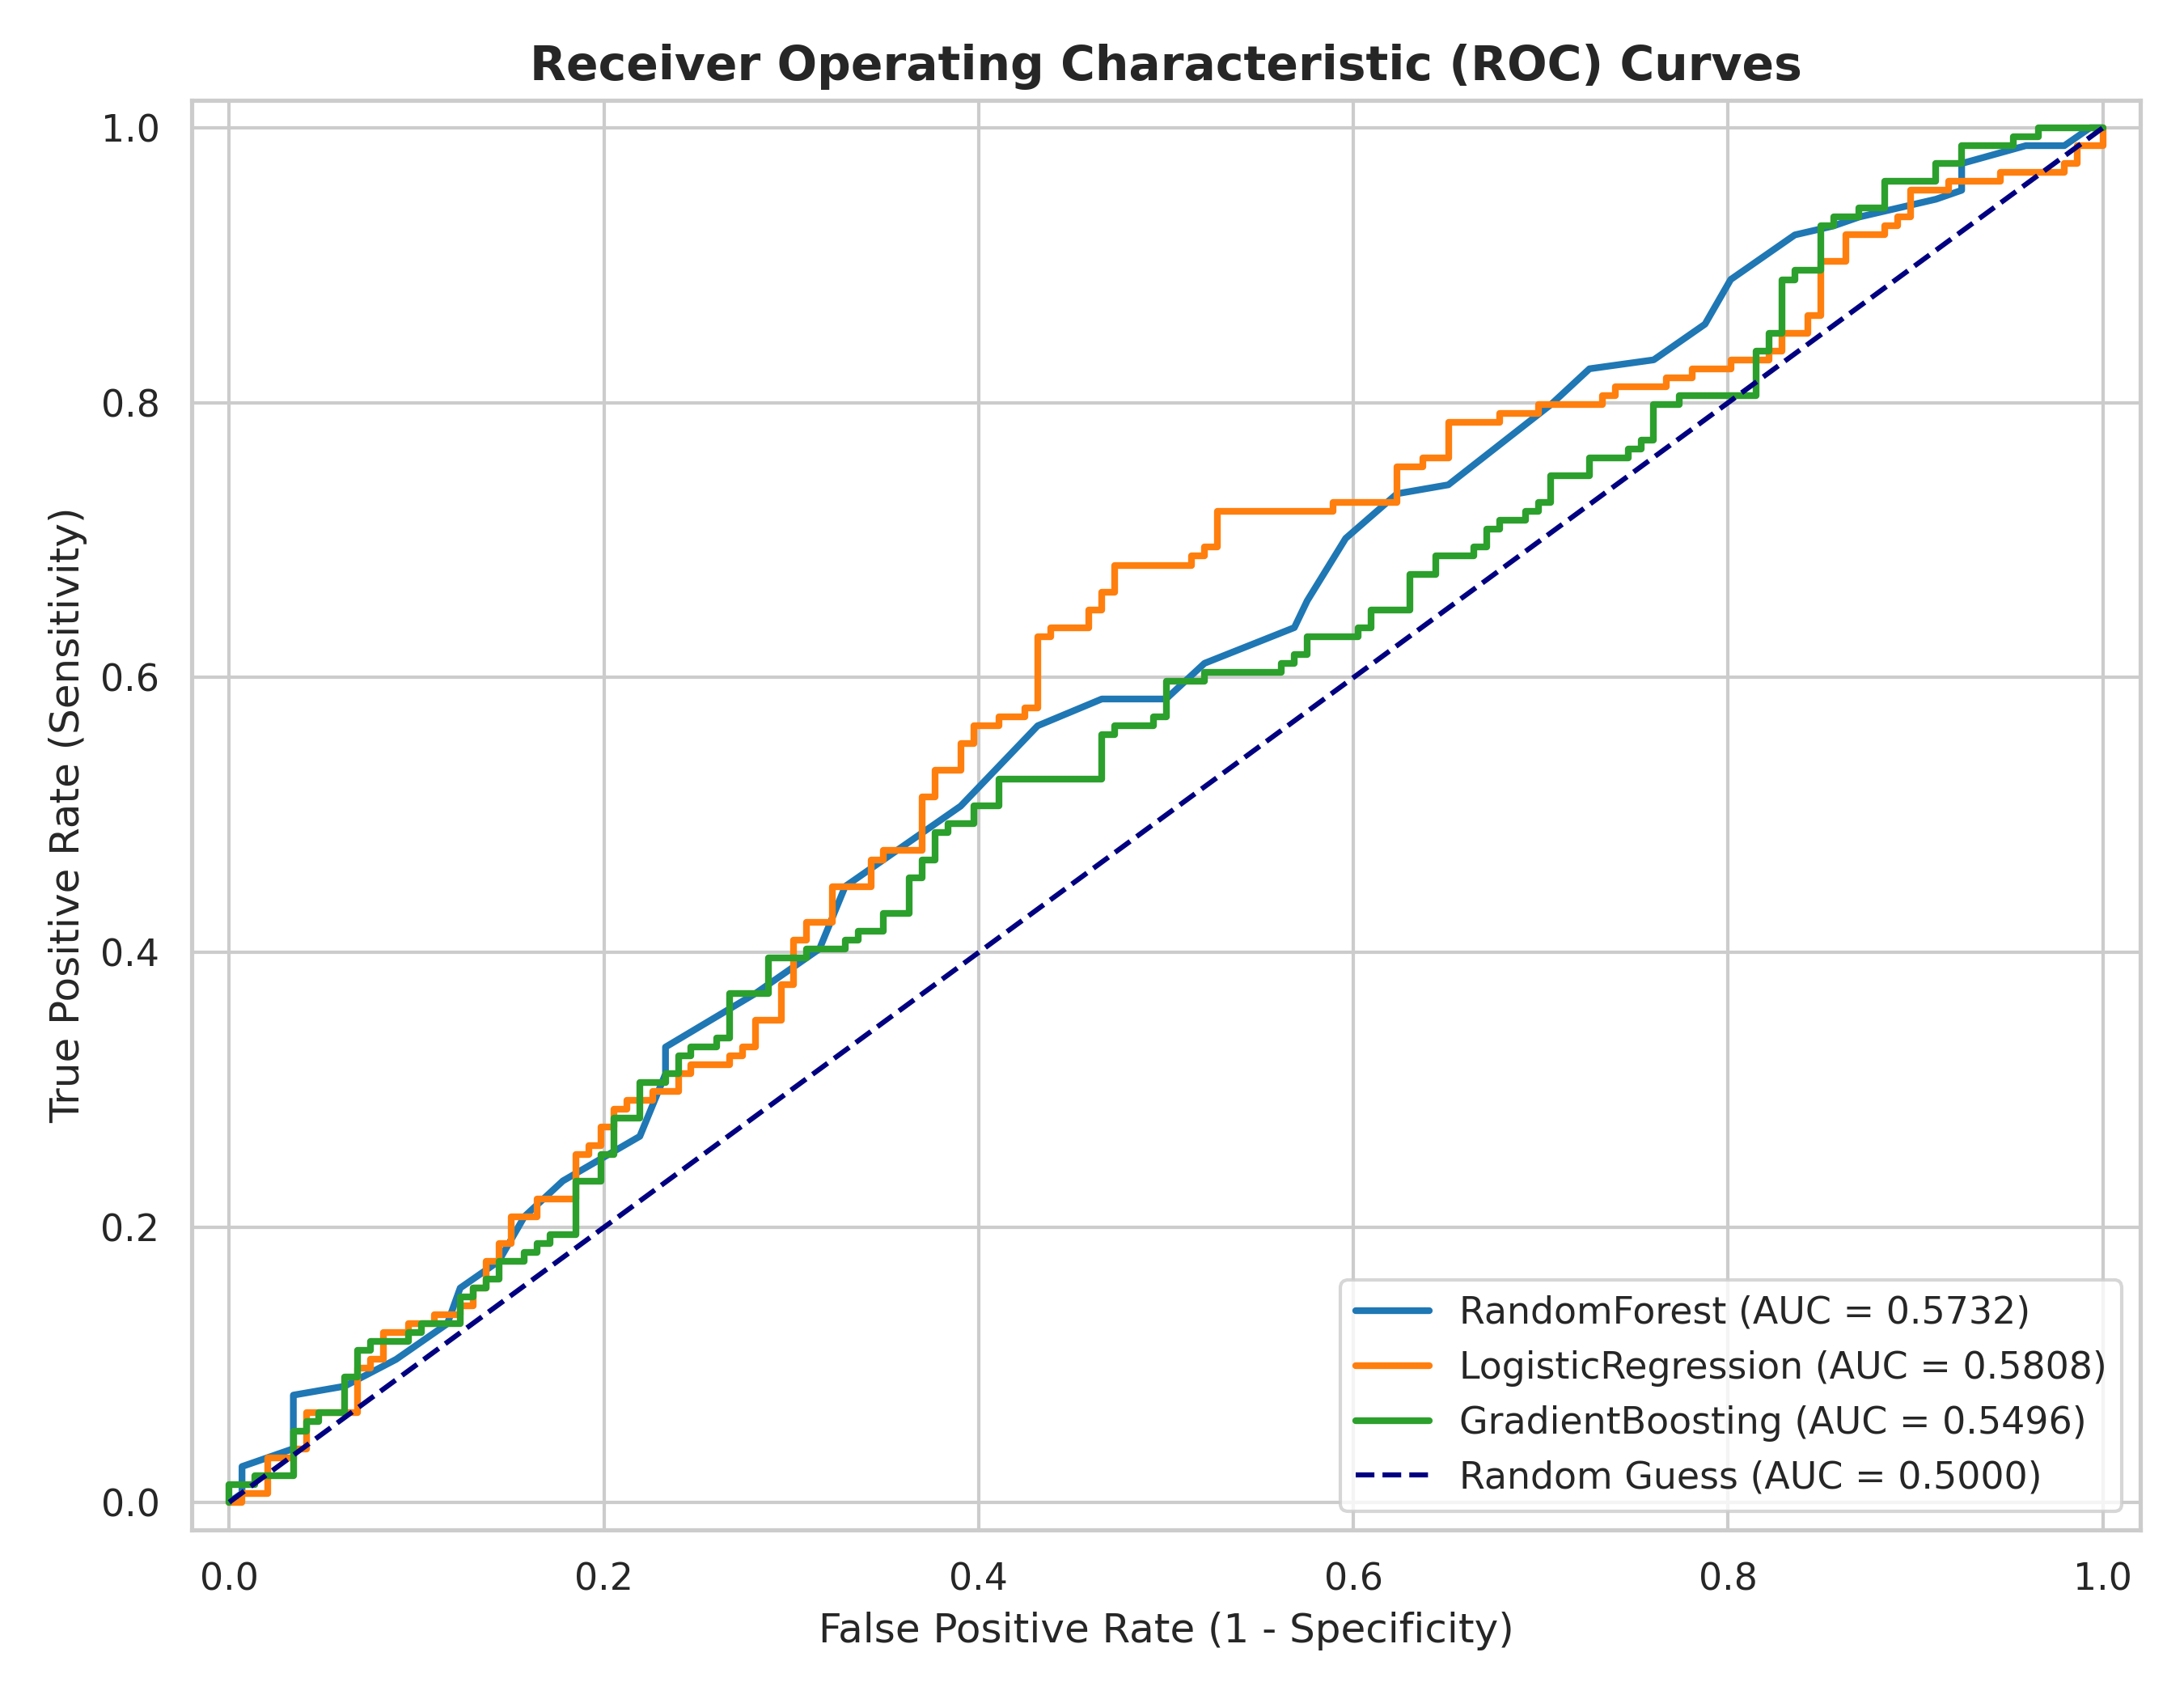 Receiver Operating Characteristic (ROC) Curves
1.0
0.8
0.6
0.4
0.2
0.0
True Positive Rate (Sensitivity)
RandomForest (AUC = 0.5732)
LogisticRegression (AUC = 0.5808)
GradientBoosting (AUC = 0.5496)
Random Guess (AUC = 0.5000)
0.0 0.2 0.4 0.6 0.8 1.0
False Positive Rate (1 - Specificity)